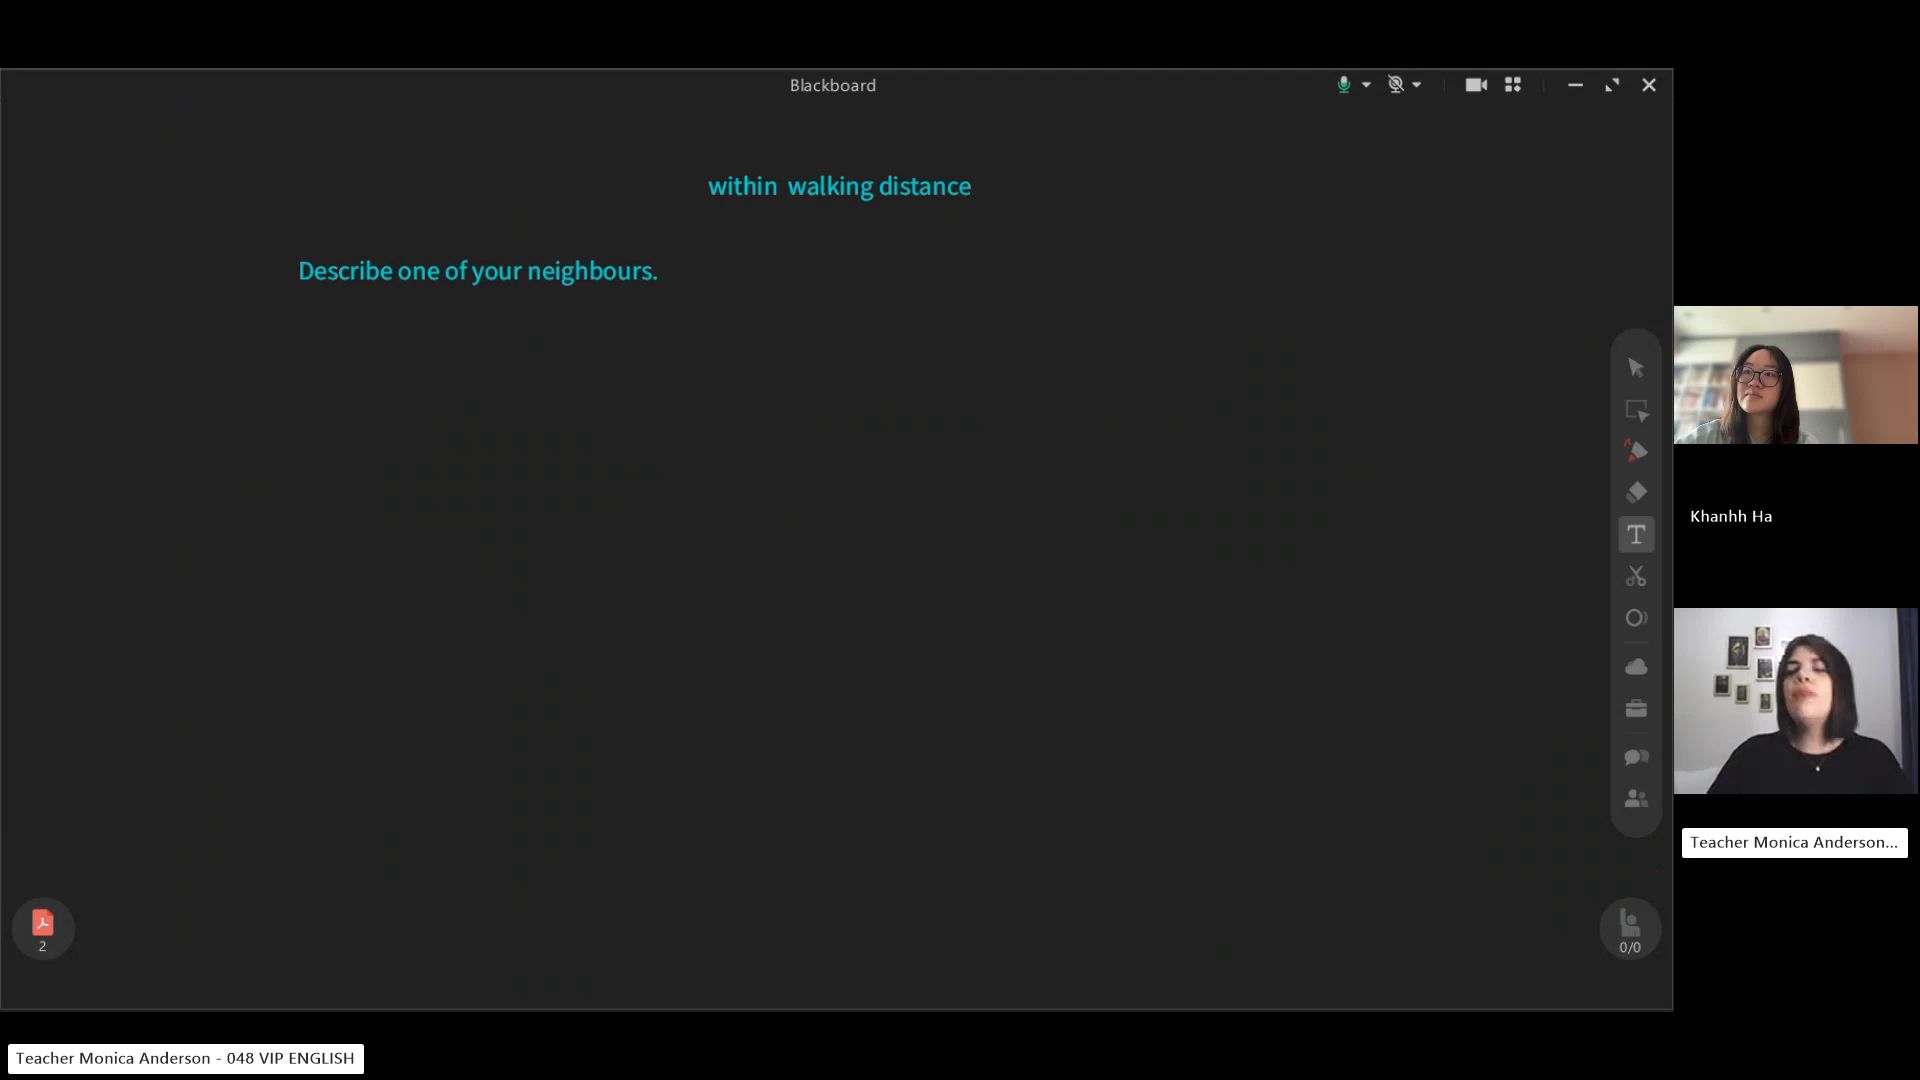 Blackboard
within  walking distance
Describe one of your neighbours.
Khanhh Ha
Teacher Monica Anderson...
2
0/0
Teacher Monica Anderson - 048 VIP ENGLISH